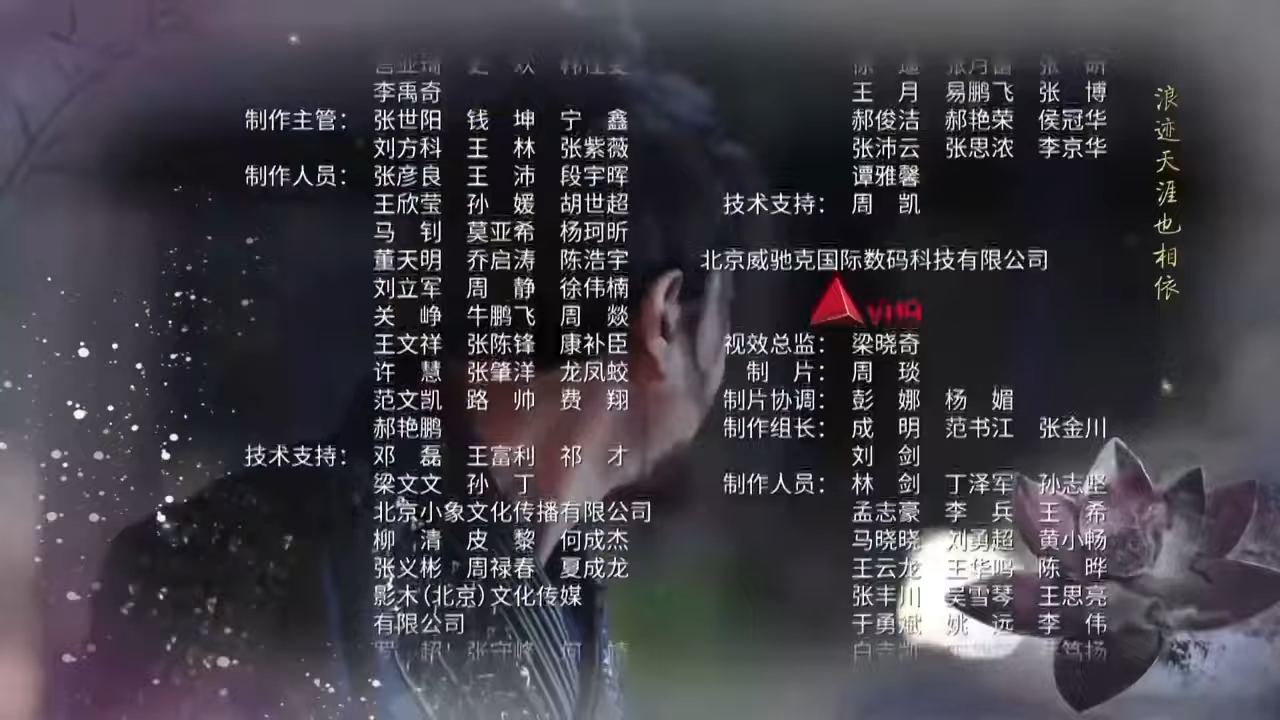 李禹奇
制作主管： 张世阳 钱 坤 宁 鑫
刘方科 王 林 张紫薇
制作人员： 张彦良 王 沛 段宇晖
王欣莹 孙 媛 胡世超
马 钊 莫亚希 杨珂昕
董天明 乔启涛 陈浩宇
刘立军 周 静 徐伟楠
关 峥 牛鹏飞 周 燚
王文祥 张陈锋 康补臣
许 慧 张肇洋 龙凤蛟
范文凯 路 帅 费 翔
郝艳鹏
技术支持： 邓 磊 王富利 祁 才
梁文文 孙 丁
北京小象文化传播有限公司
柳 清 皮 黎 何成杰
张义彬 周禄春 夏成龙
影木(北京)文化传媒
有限公司
王 月 易鹏飞 张 博
郝俊洁 郝艳荣 侯冠华
张沛云 张思浓 李京华
谭雅馨
技术支持： 周 凯
北京威驰克国际数码科技有限公司
视效总监： 梁晓奇
制 片： 周 琰
制片协调： 彭 娜 杨 媚
制作组长： 成 明 范书江 张金川
刘 剑
制作人员： 林 剑 丁泽军 孙志坚
孟志豪 李 兵 王 希
马晓晓 刘勇超 黄小畅
王云龙 王华鸣 陈 晔
张丰川 吴雪琴 王思亮
于勇斌 姚 远 李 伟
浪迹天涯也相依